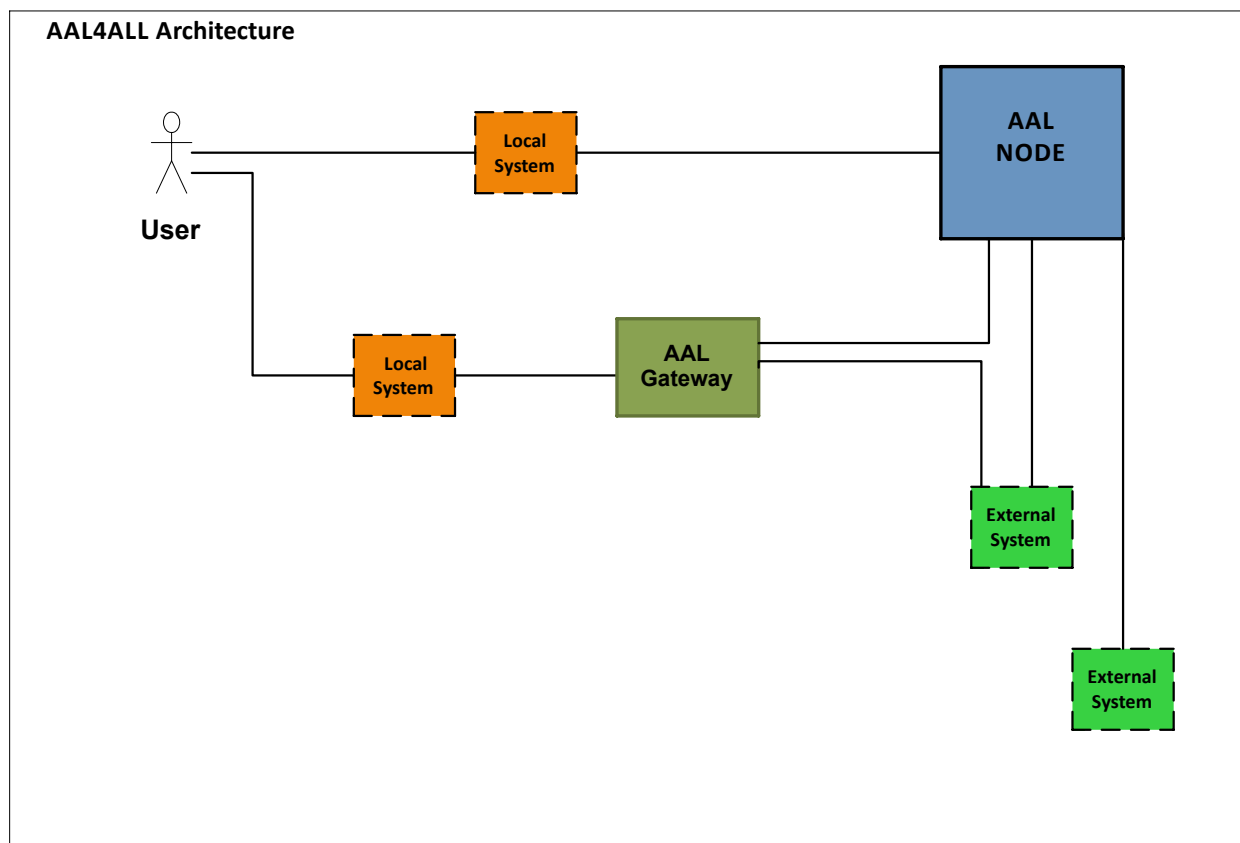 AAL4ALL Architecture
AAL
NODE
Local
System
User
AAL
Gateway
Local
System
External
System
External
System